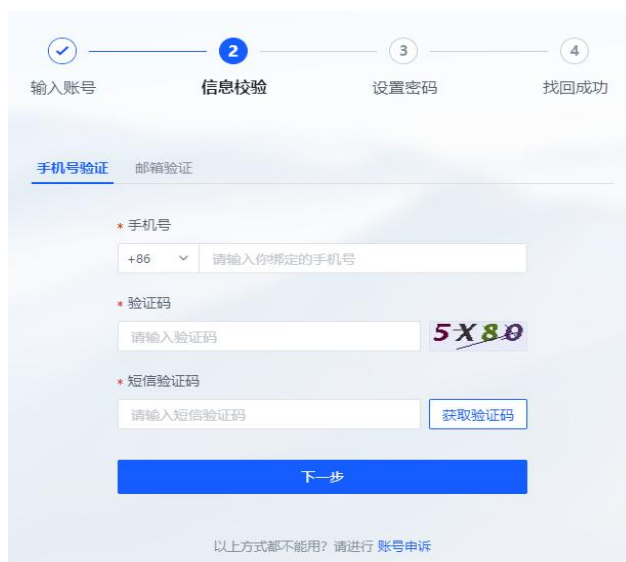 2 3 4
输入账号 信息校验 设置密码 找回成功
手机号验证 邮箱验证
* 手机号
+86 请输入你绑定的手机号
* 验证码
请输入验证码 5X80
* 短信验证码
请输入短信验证码 获取验证码
下一步
以上方式都不能用? 请进行 账号申诉